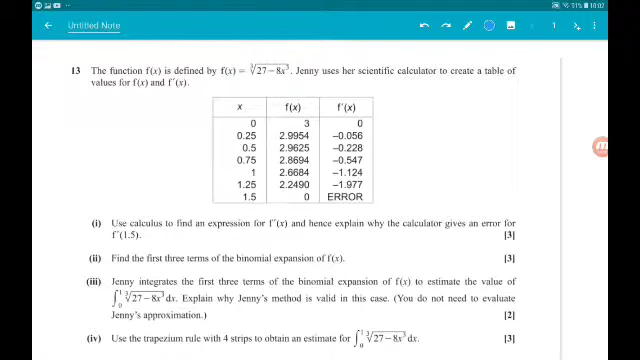 91% 10:02
Untitled Note
1
13 The function f(x) is defined by f(x) = ∛(27 − 8x³). Jenny uses her scientific calculator to create a table of
values for f(x) and f′(x).
x f(x) f′(x)
0 3 0
0.25 2.9954 −0.056
0.5 2.9625 −0.228
0.75 2.8694 −0.547
1 2.6684 −1.124
1.25 2.2490 −1.977
1.5 0 ERROR
(i) Use calculus to find an expression for f′(x) and hence explain why the calculator gives an error for
f′(1.5). [3]
(ii) Find the first three terms of the binomial expansion of f(x). [3]
(iii) Jenny integrates the first three terms of the binomial expansion of f(x) to estimate the value of
∫₀¹ ∛(27 − 8x³) dx. Explain why Jenny's method is valid in this case. (You do not need to evaluate
Jenny's approximation.) [2]
(iv) Use the trapezium rule with 4 strips to obtain an estimate for ∫₀¹ ∛(27 − 8x³) dx. [3]